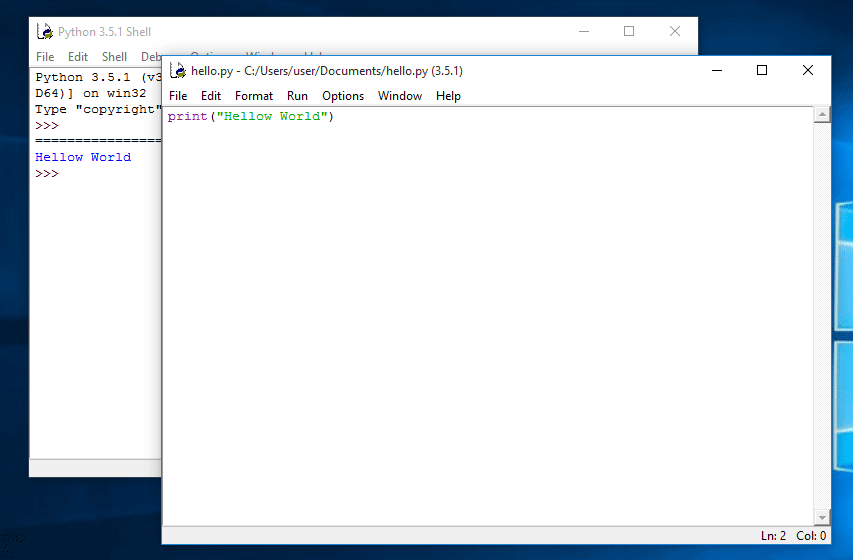 Python 3.5.1 Shell
File Edit Shell
Python 3.5.1 (v3
D64)] on win32
Type "copyright"
>>>
====================
Hellow World
>>>
hello.py - C:/Users/user/Documents/hello.py (3.5.1)
File Edit Format Run Options Window Help
print("Hellow World")
Ln: 2 Col: 0